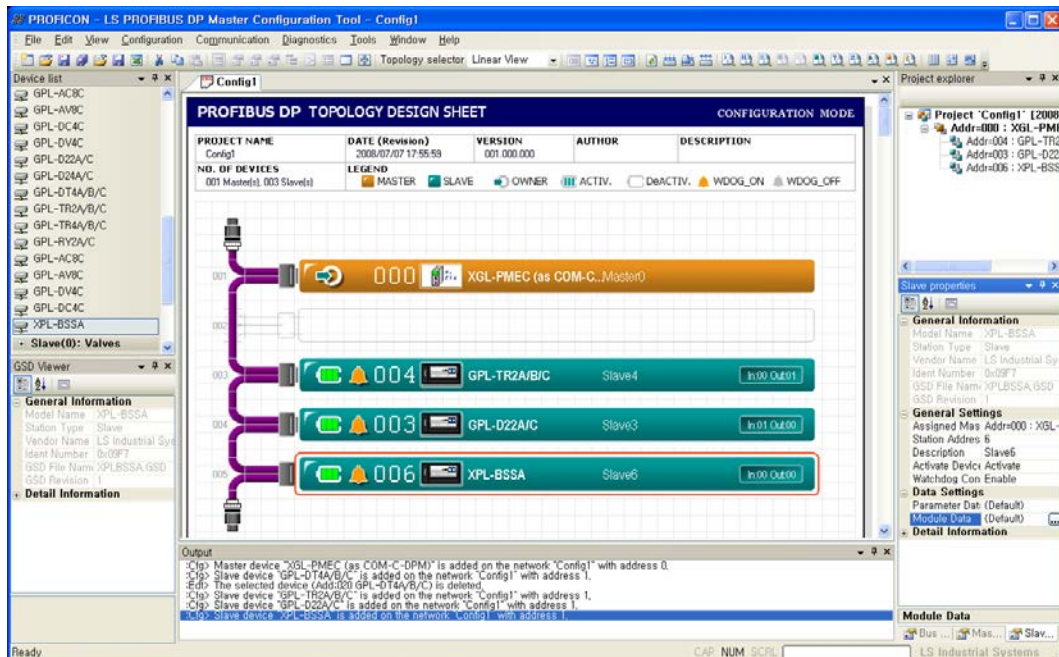 PROFICON - LS PROFIBUS DP Master Configuration Tool - Config1
File Edit View Configuration Communication Diagnostics Tools Window Help
Topology selector Linear View
Device list
GPL-AC8C
GPL-AV8C
GPL-DC4C
GPL-DV4C
GPL-D22A/C
GPL-D24A/C
GPL-DT4A/B/C
GPL-TR2A/B/C
GPL-TR4A/B/C
GPL-RY2A/C
GPL-AC8C
GPL-AV8C
GPL-DV4C
GPL-DC4C
XPL-BSSA
Slave(0): Valves
GSD Viewer
General Information
Model Name XPL-BSSA
Station Type Slave
Vendor Name LS Industrial Sys
Ident Number 0x09F7
GSD File Nam XPLBSSA.GSD
GSD Revision 1
Detail Information
Config1
PROFIBUS DP TOPOLOGY DESIGN SHEET CONFIGURATION MODE
PROJECT NAME DATE (Revision) VERSION AUTHOR DESCRIPTION
Config1 2008/07/07 17:55:59 001.000.000
NO. OF DEVICES LEGEND
001 Master(s), 003 Slave(s) MASTER SLAVE OWNER ACTIV. DeACTIV. WDOG_ON WDOG_OFF
001 000 XGL-PMEC (as COM-C..Master0
002
003 004 GPL-TR2A/B/C Slave4 In:00 Out:01
004 003 GPL-D22A/C Slave3 In:01 Out:00
005 006 XPL-BSSA Slave6 In:00 Out:00
Output
:Cfg> Master device "XGL-PMEC (as COM-C-DPM)" is added on the network "Config1" with address 0.
:Cfg> Slave device "GPL-DT4A/B/C" is added on the network "Config1" with address 1.
:Edt> The selected device (Add:020 GPL-DT4A/B/C) is deleted.
:Cfg> Slave device "GPL-TR2A/B/C" is added on the network "Config1" with address 1.
:Cfg> Slave device "GPL-D22A/C" is added on the network "Config1" with address 1.
:Cfg> Slave device "XPL-BSSA" is added on the network "Config1" with address 1.
Project explorer
Project 'Config1' [2008
Addr=000 : XGL-PME
Addr=004 : GPL-TR2
Addr=003 : GPL-D22
Addr=006 : XPL-BSS
Slave properties
General Information
Model Name XPL-BSSA
Station Type Slave
Vendor Name LS Industrial Sy
Ident Number 0x09F7
GSD File Nam XPLBSSA.GSD
GSD Revision 1
General Settings
Assigned Mas Addr=000 : XGL-
Station Addres 6
Description Slave6
Activate Device Activate
Watchdog Con Enable
Data Settings
Parameter Dat (Default)
Module Data (Default)
Detail Information
Module Data
Bus ... Mas... Slav...
Ready CAP NUM SCRL LS Industrial Systems